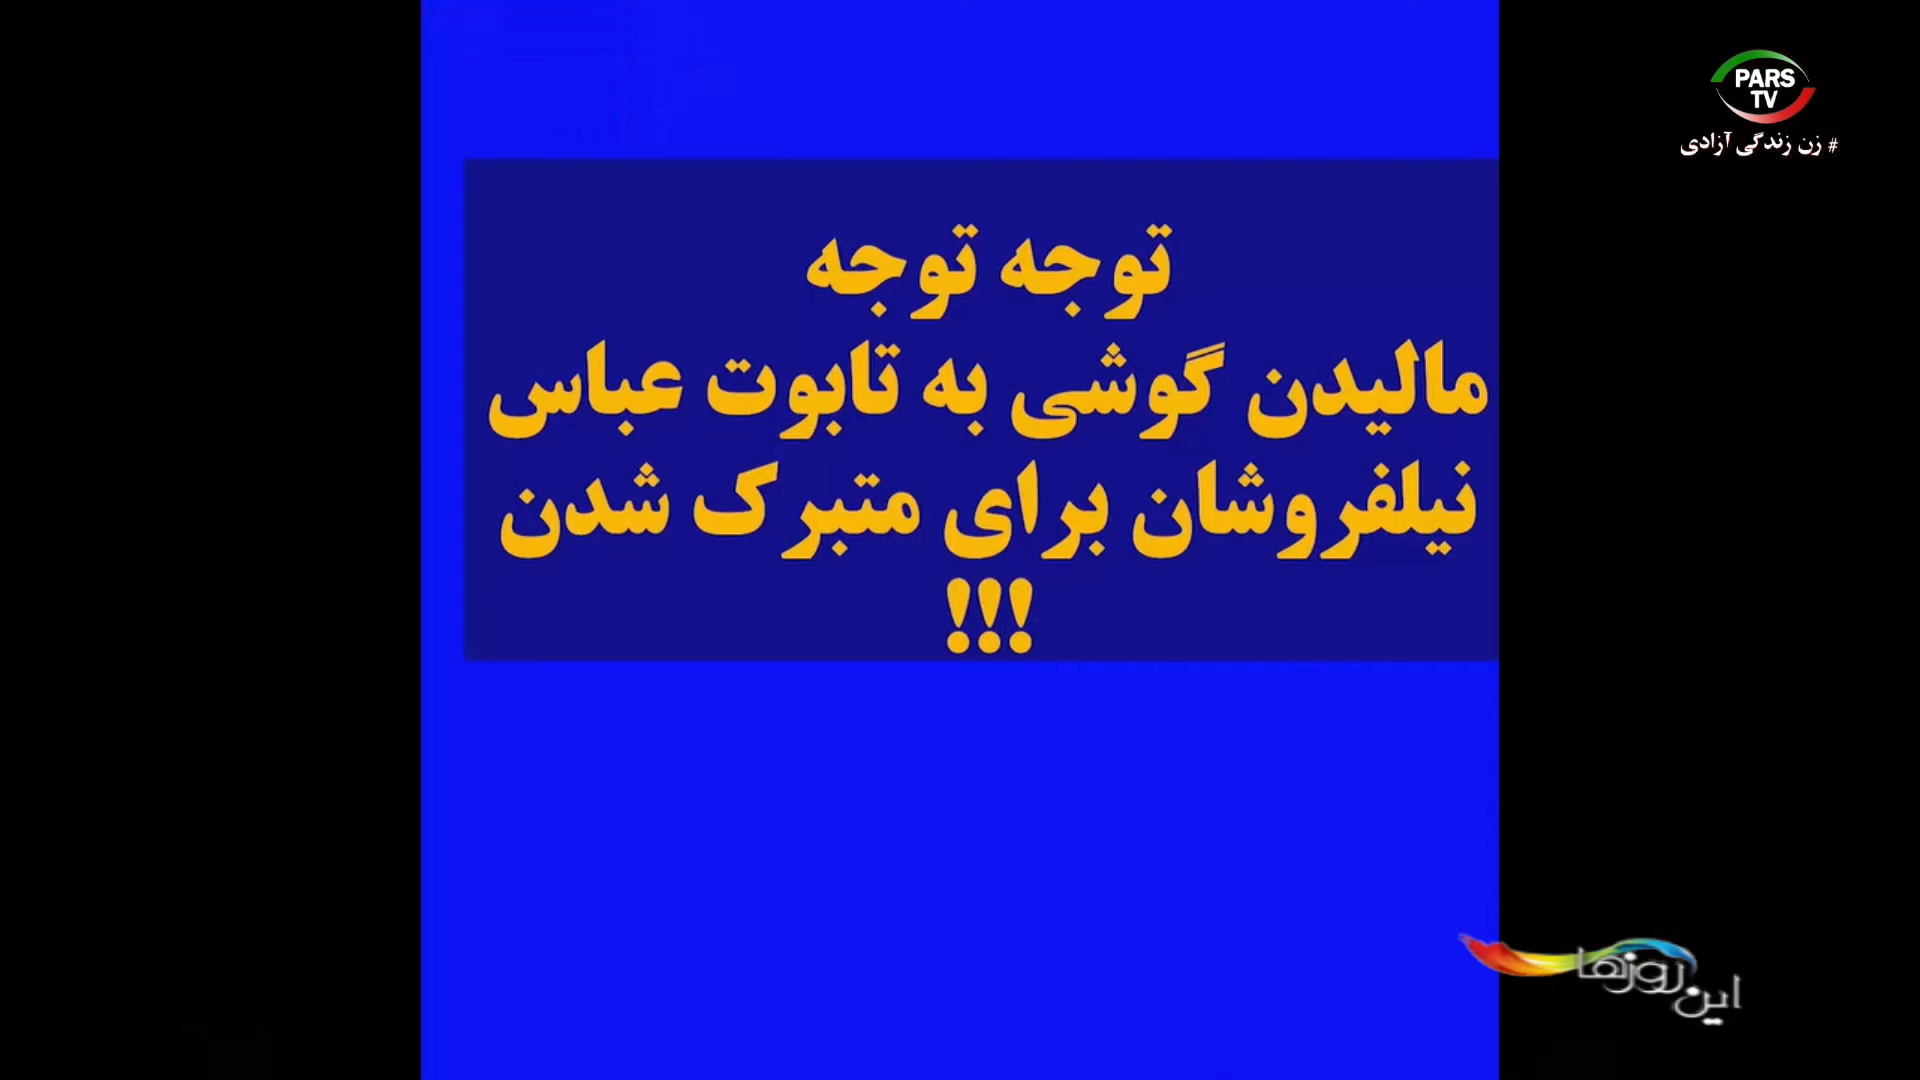 PARS
TV
# زن زندگی آزادی
توجه توجه
مالیدن گوشی به تابوت عباس
نیلفروشان برای متبرک شدن
!!!
این روزها